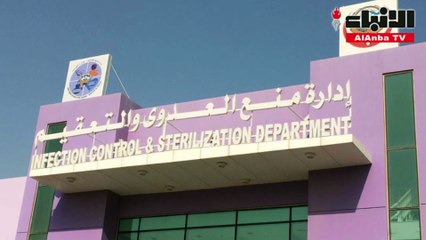 الأنباء
AlAnba TV
إدارة منع العدوى والتعقيم
INFECTION CONTROL & STERILIZATION DEPARTMENT